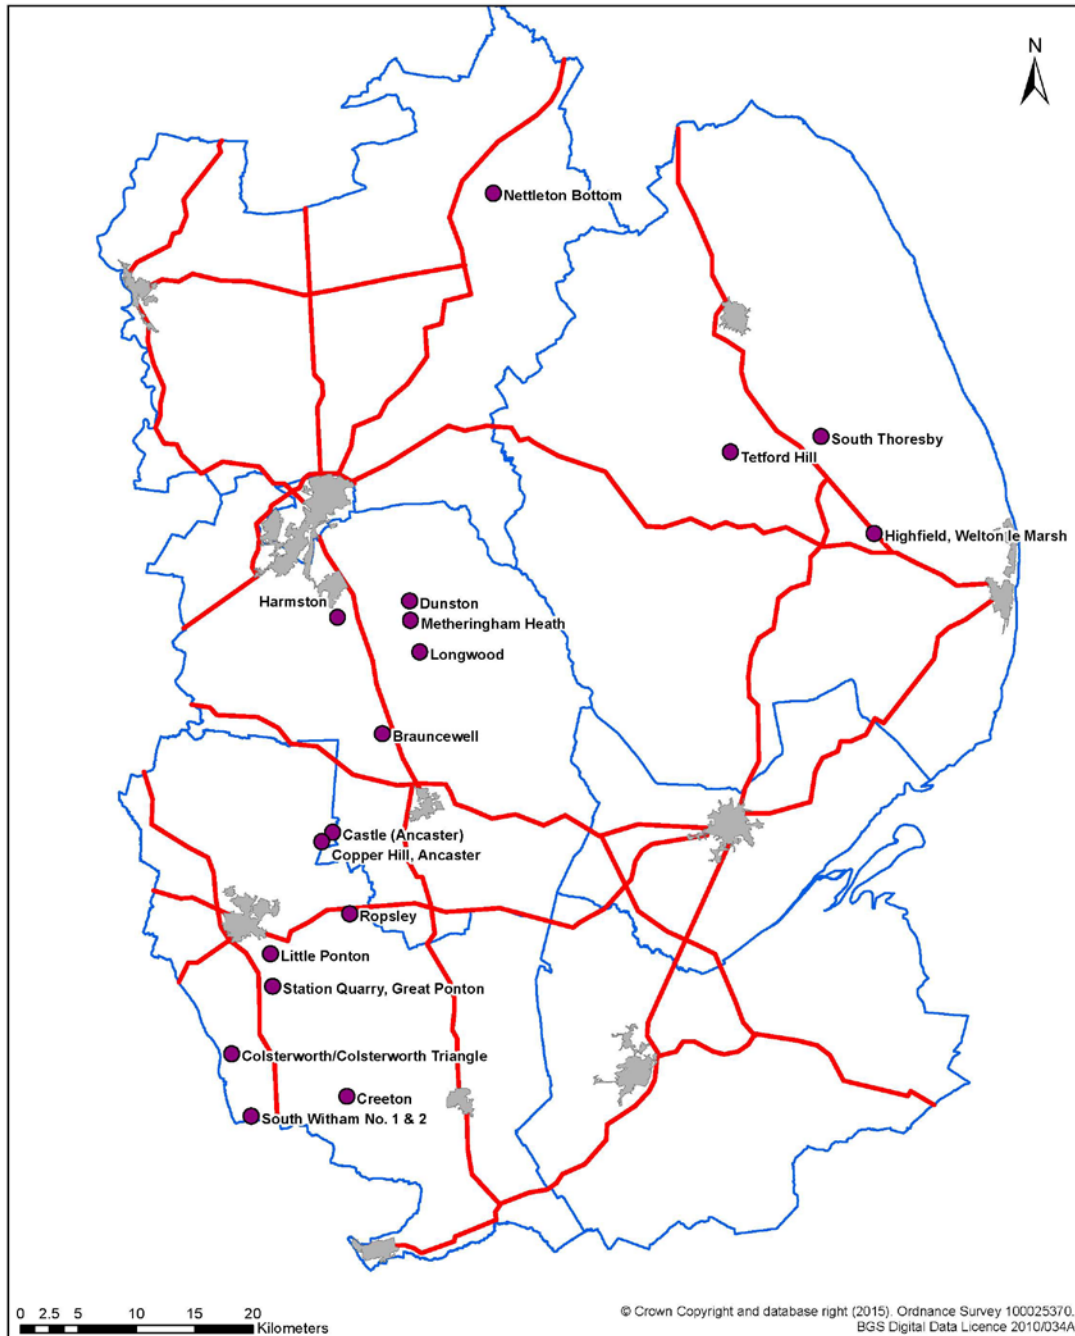 N
Nettleton Bottom
South Thoresby
Tetford Hill
Highfield, Welton le Marsh
Harmston
Dunston
Metheringham Heath
Longwood
Brauncewell
Castle (Ancaster)
Copper Hill, Ancaster
Ropsley
Little Ponton
Station Quarry, Great Ponton
Colsterworth/Colsterworth Triangle
Creeton
South Witham No. 1 & 2
0 2.5 5 10 15 20
Kilometers
© Crown Copyright and database right (2015). Ordnance Survey 100025370.
BGS Digital Data Licence 2010/034A